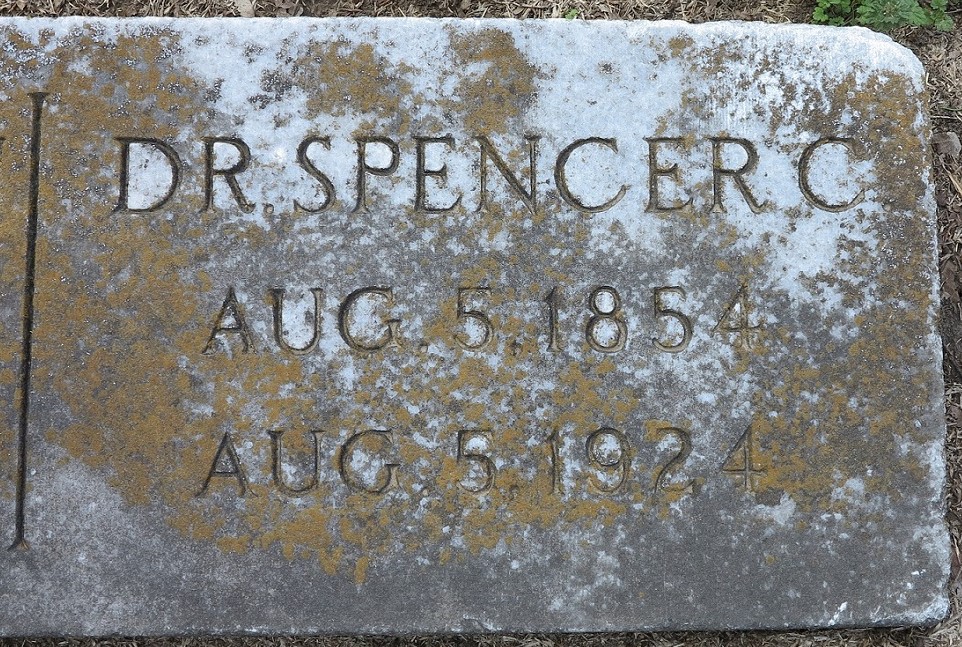 DR. SPENCER C
AUG. 5, 1854
AUG. 5, 1924